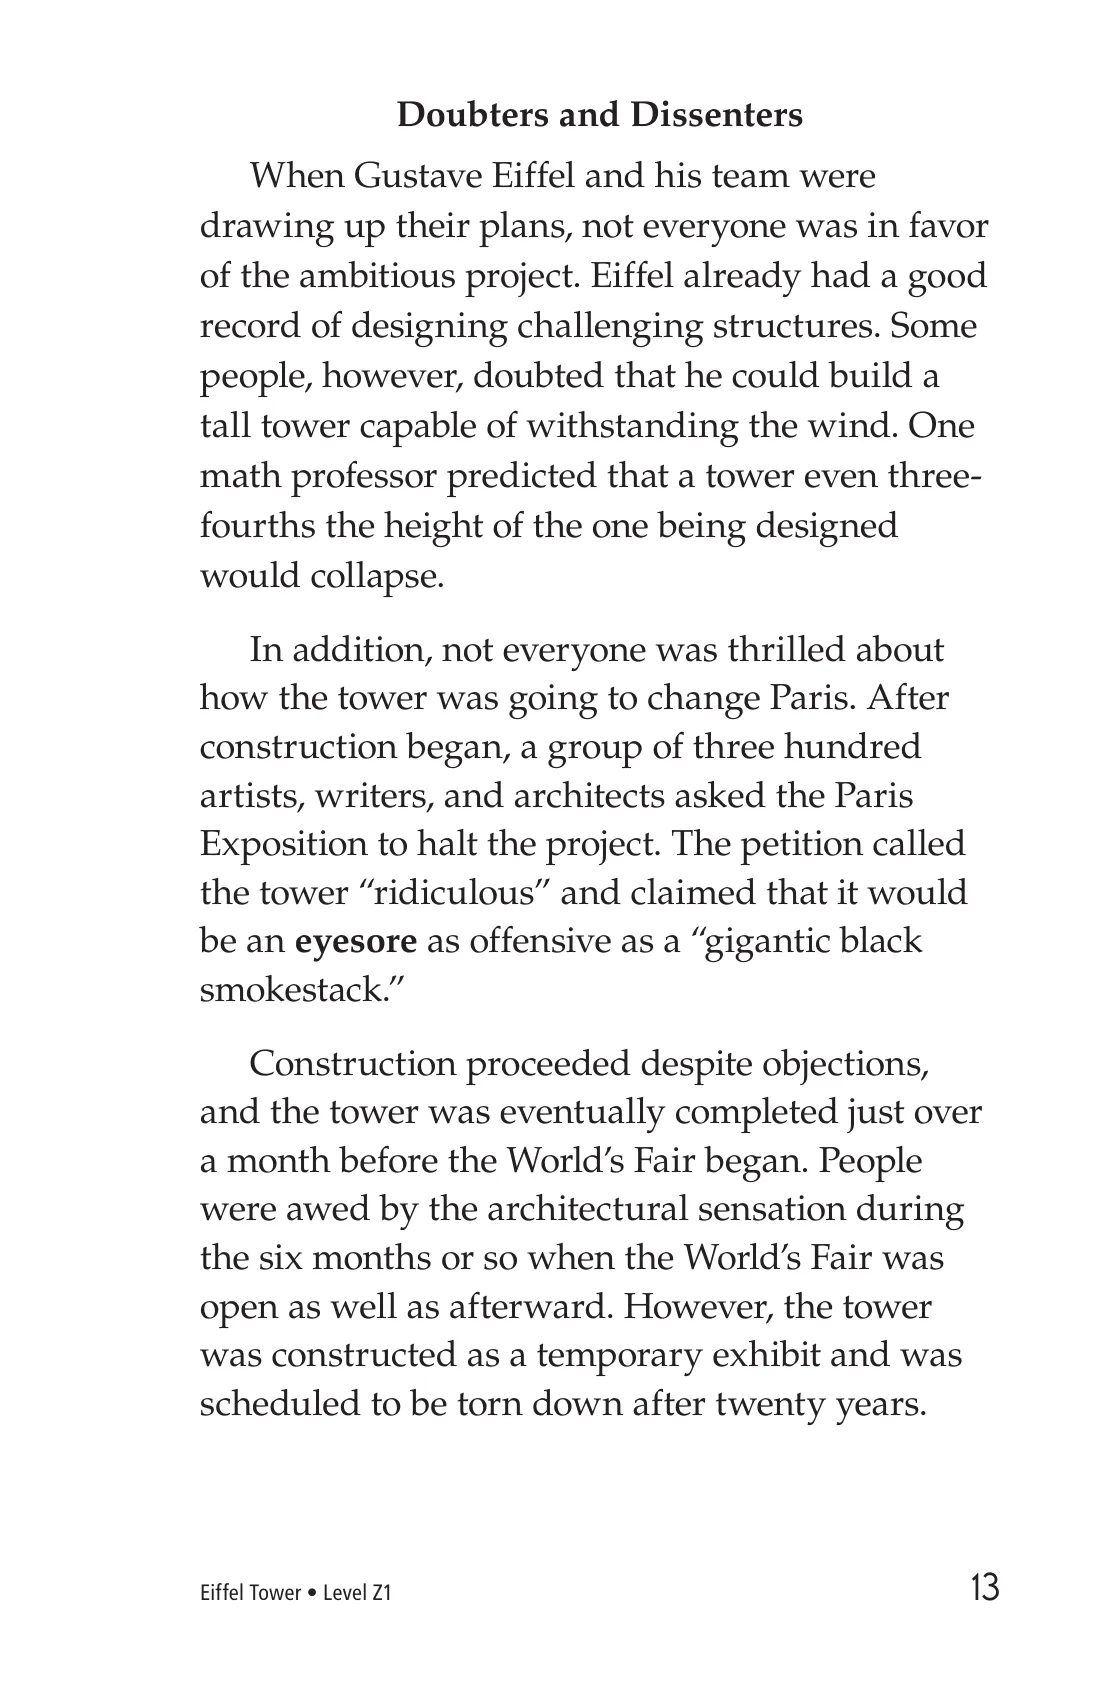 Doubters and Dissenters
When Gustave Eiffel and his team were
drawing up their plans, not everyone was in favor
of the ambitious project. Eiffel already had a good
record of designing challenging structures. Some
people, however, doubted that he could build a
tall tower capable of withstanding the wind. One
math professor predicted that a tower even three-
fourths the height of the one being designed
would collapse.
In addition, not everyone was thrilled about
how the tower was going to change Paris. After
construction began, a group of three hundred
artists, writers, and architects asked the Paris
Exposition to halt the project. The petition called
the tower “ridiculous” and claimed that it would
be an eyesore as offensive as a “gigantic black
smokestack.”
Construction proceeded despite objections,
and the tower was eventually completed just over
a month before the World’s Fair began. People
were awed by the architectural sensation during
the six months or so when the World’s Fair was
open as well as afterward. However, the tower
was constructed as a temporary exhibit and was
scheduled to be torn down after twenty years.
Eiffel Tower • Level Z1 13